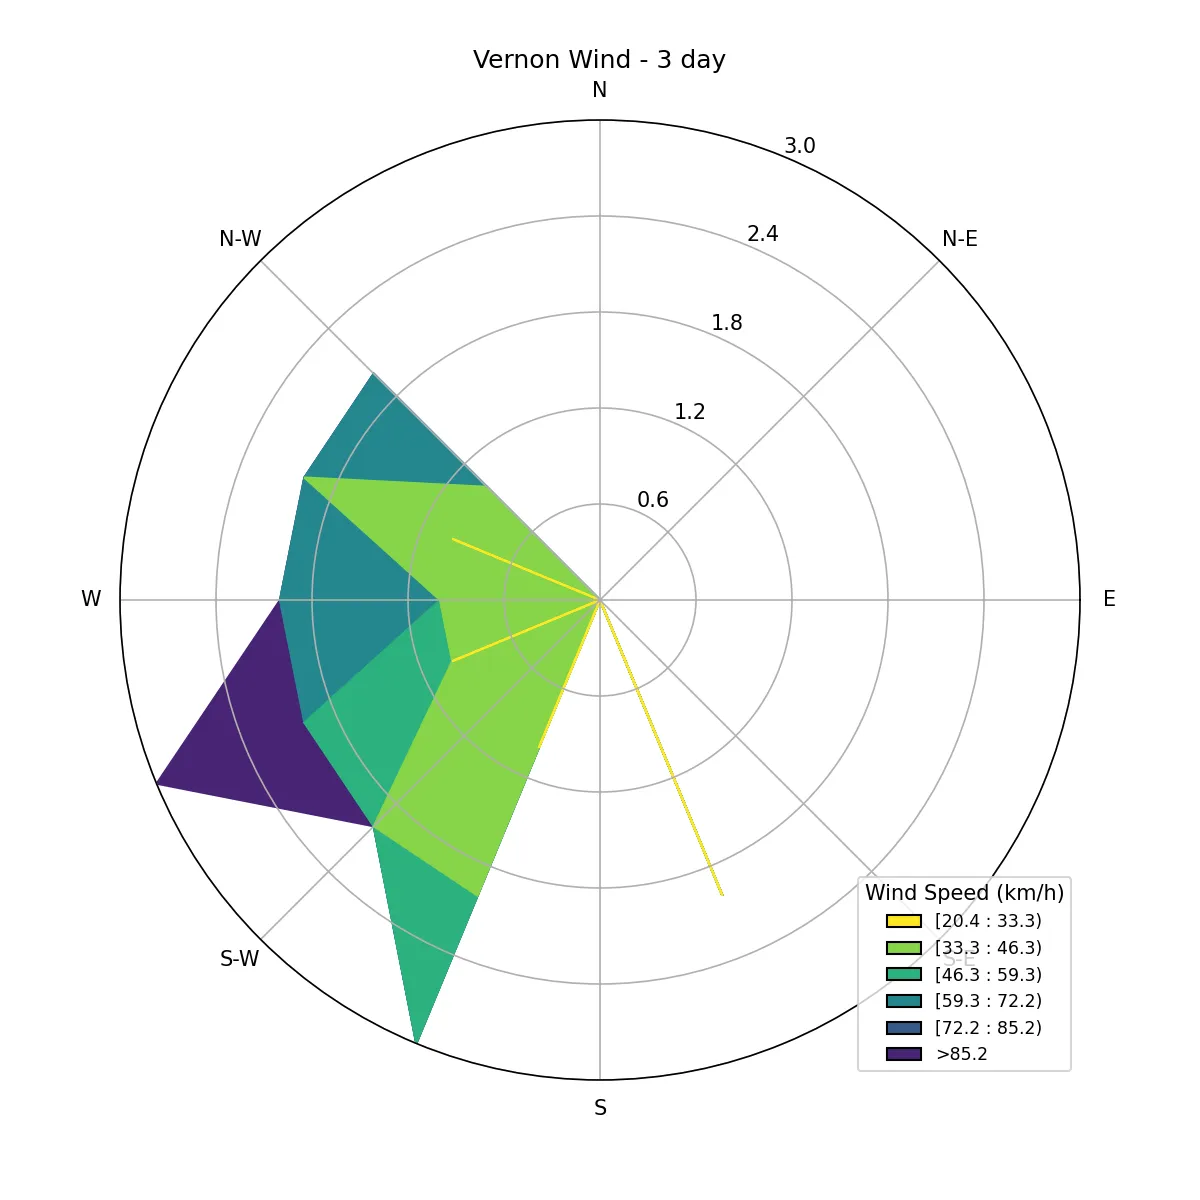 Vernon Wind - 3 day
N
3.0
N-W
N-E
2.4
1.8
1.2
0.6
W
E
S-W
S-E
S
Wind Speed (km/h)
[20.4 : 33.3)
[33.3 : 46.3)
[46.3 : 59.3)
[59.3 : 72.2)
[72.2 : 85.2)
>85.2